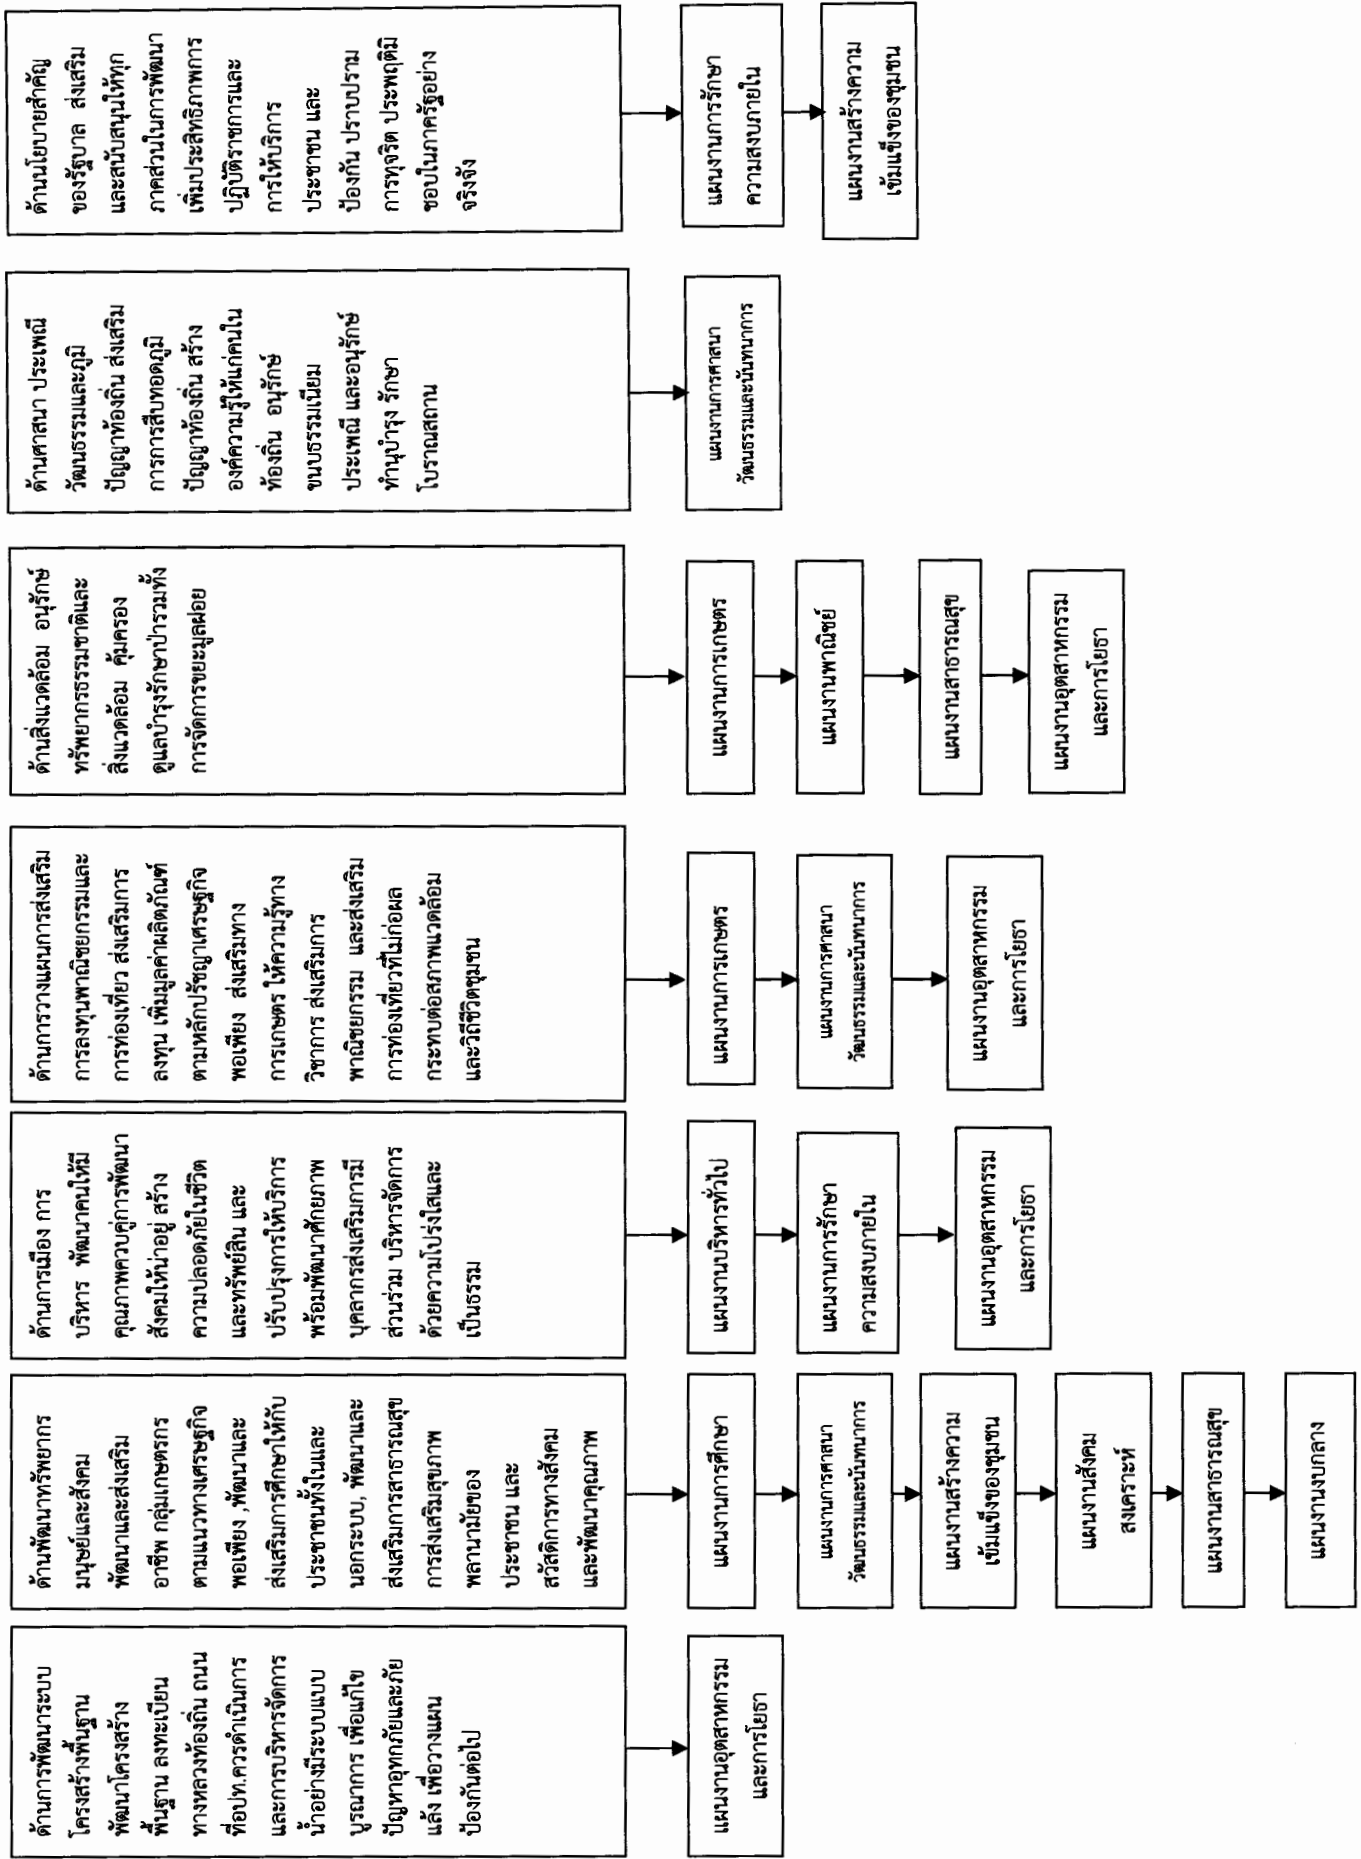 ด้านการพัฒนาระบบ
โครงสร้างพื้นฐาน
พัฒนาโครงสร้าง
พื้นฐาน ลงทะเบียน
ทางหลวงท้องถิ่น ถนน
ที่อปท.ควรดำเนินการ
และการบริหารจัดการ
น้ำอย่างมีระบบแบบ
บูรณาการ เพื่อแก้ไข
ปัญหาอุทกภัยและภัย
แล้ง เพื่อวางแผน
ป้องกันต่อไป
แผนงานอุตสาหกรรม
และการโยธา
ด้านพัฒนาทรัพยากร
มนุษย์และสังคม
พัฒนาและส่งเสริม
อาชีพ กลุ่มเกษตรกร
ตามแนวทางเศรษฐกิจ
พอเพียง ,พัฒนาและ
ส่งเสริมการศึกษาให้กับ
ประชาชนทั้งในและ
นอกระบบ, พัฒนาและ
ส่งเสริมการสาธารณสุข
การส่งเสริมสุขภาพ
พลานามัยของ
ประชาชน และ
สวัสดิการทางสังคม
และพัฒนาคุณภาพ
แผนงานการศึกษา
แผนงานการศาสนา
วัฒนธรรมและนันทนาการ
แผนงานสร้างความ
เข้มแข็งของชุมชน
แผนงานสังคม
สงเคราะห์
แผนงานสาธารณสุข
แผนงานงบกลาง
ด้านการเมือง การ
บริหาร พัฒนาคนให้มี
คุณภาพควบคู่การพัฒนา
สังคมให้น่าอยู่ สร้าง
ความปลอดภัยในชีวิต
และทรัพย์สิน และ
ปรับปรุงการให้บริการ
พร้อมพัฒนาศักยภาพ
บุคลากรส่งเสริมการมี
ส่วนร่วม บริหารจัดการ
ด้วยความโปร่งใสและ
เป็นธรรม
แผนงานบริหารทั่วไป
แผนงานการรักษา
ความสงบภายใน
แผนงานอุตสาหกรรม
และการโยธา
ด้านการวางแผนการส่งเสริม
การลงทุนพาณิชยกรรมและ
การท่องเที่ยว ส่งเสริมการ
ลงทุน เพิ่มมูลค่าผลิตภัณฑ์
ตามหลักปรัชญาเศรษฐกิจ
พอเพียง ส่งเสริมทาง
การเกษตร ให้ความรู้ทาง
วิชาการ ส่งเสริมการ
พาณิชยกรรม และส่งเสริม
การท่องเที่ยวที่ไม่ก่อผล
กระทบต่อสภาพแวดล้อม
และวิถีชีวิตชุมชน
แผนงานการเกษตร
แผนงานการศาสนา
วัฒนธรรมและนันทนาการ
แผนงานอุตสาหกรรม
และการโยธา
ด้านสิ่งแวดล้อม อนุรักษ์
ทรัพยากรธรรมชาติและ
สิ่งแวดล้อม คุ้มครอง
ดูแลบำรุงรักษาป่ารวมทั้ง
การจัดการขยะมูลฝอย
แผนงานการเกษตร
แผนงานพาณิชย์
แผนงานสาธารณสุข
แผนงานอุตสาหกรรม
และการโยธา
ด้านศาสนา ประเพณี
วัฒนธรรมและภูมิ
ปัญญาท้องถิ่น ส่งเสริม
การการสืบทอดภูมิ
ปัญญาท้องถิ่น สร้าง
องค์ความรู้ให้แก่คนใน
ท้องถิ่น อนุรักษ์
ขนบธรรมเนียม
ประเพณี และอนุรักษ์
ทำนุบำรุง รักษา
โบราณสถาน
แผนงานการศาสนา
วัฒนธรรมและนันทนาการ
ด้านนโยบายสำคัญ
ของรัฐบาล ส่งเสริม
และสนับสนุนให้ทุก
ภาคส่วนในการพัฒนา
เพิ่มประสิทธิภาพการ
ปฏิบัติราชการและ
การให้บริการ
ประชาชน และ
ป้องกัน ปราบปราม
การทุจริต ประพฤติมิ
ชอบในภาครัฐอย่าง
จริงจัง
แผนงานการรักษา
ความสงบภายใน
แผนงานสร้างความ
เข้มแข็งของชุมชน